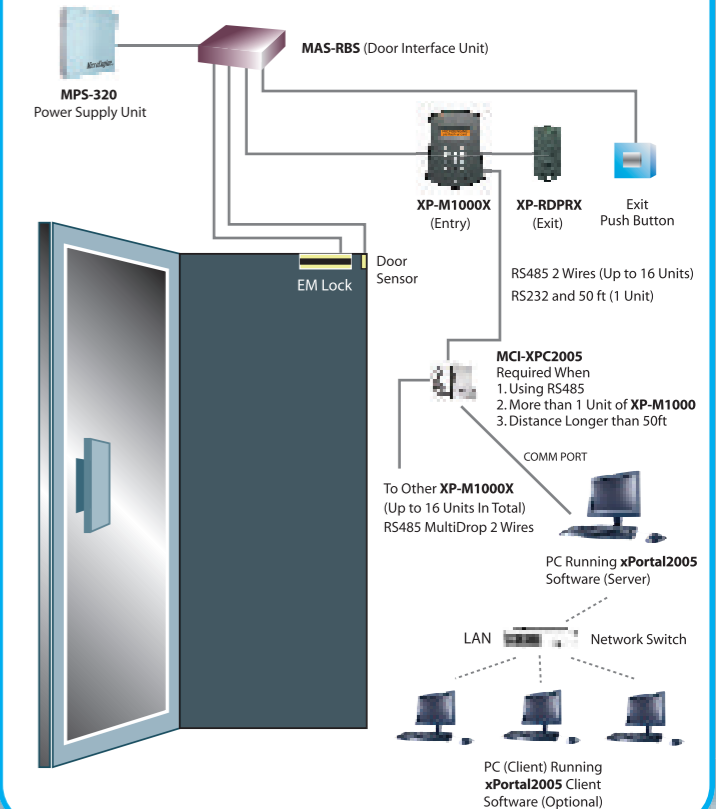 MicroEngine
MAS-RBS (Door Interface Unit)
MPS-320
Power Supply Unit
XP-M1000X
(Entry)
XP-RDPRX
(Exit)
Exit
Push Button
Door
Sensor
EM Lock
RS485 2 Wires (Up to 16 Units)
RS232 and 50 ft (1 Unit)
MCI-XPC2005
Required When
1. Using RS485
2. More than 1 Unit of XP-M1000
3. Distance Longer than 50ft
COMM PORT
To Other XP-M1000X
(Up to 16 Units In Total)
RS485 MultiDrop 2 Wires
PC Running xPortal2005
Software (Server)
LAN
Network Switch
PC (Client) Running
xPortal2005 Client
Software (Optional)